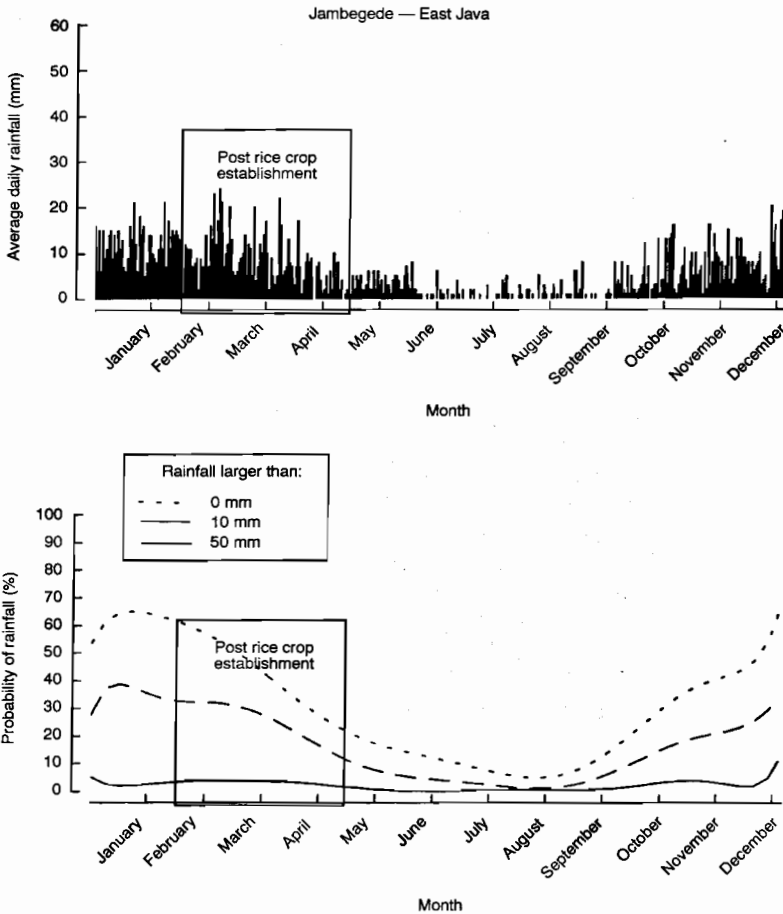 Jambegede — East Java
Average daily rainfall (mm)
60
50
40
30
20
10
0
Post rice crop
establishment
January
February
March
April
May
June
July
August
September
October
November
December
Month
Rainfall larger than:
0 mm
10 mm
50 mm
Probability of rainfall (%)
100
90
80
70
60
50
40
30
20
10
0
Post rice crop
establishment
January
February
March
April
May
June
July
August
September
October
November
December
Month